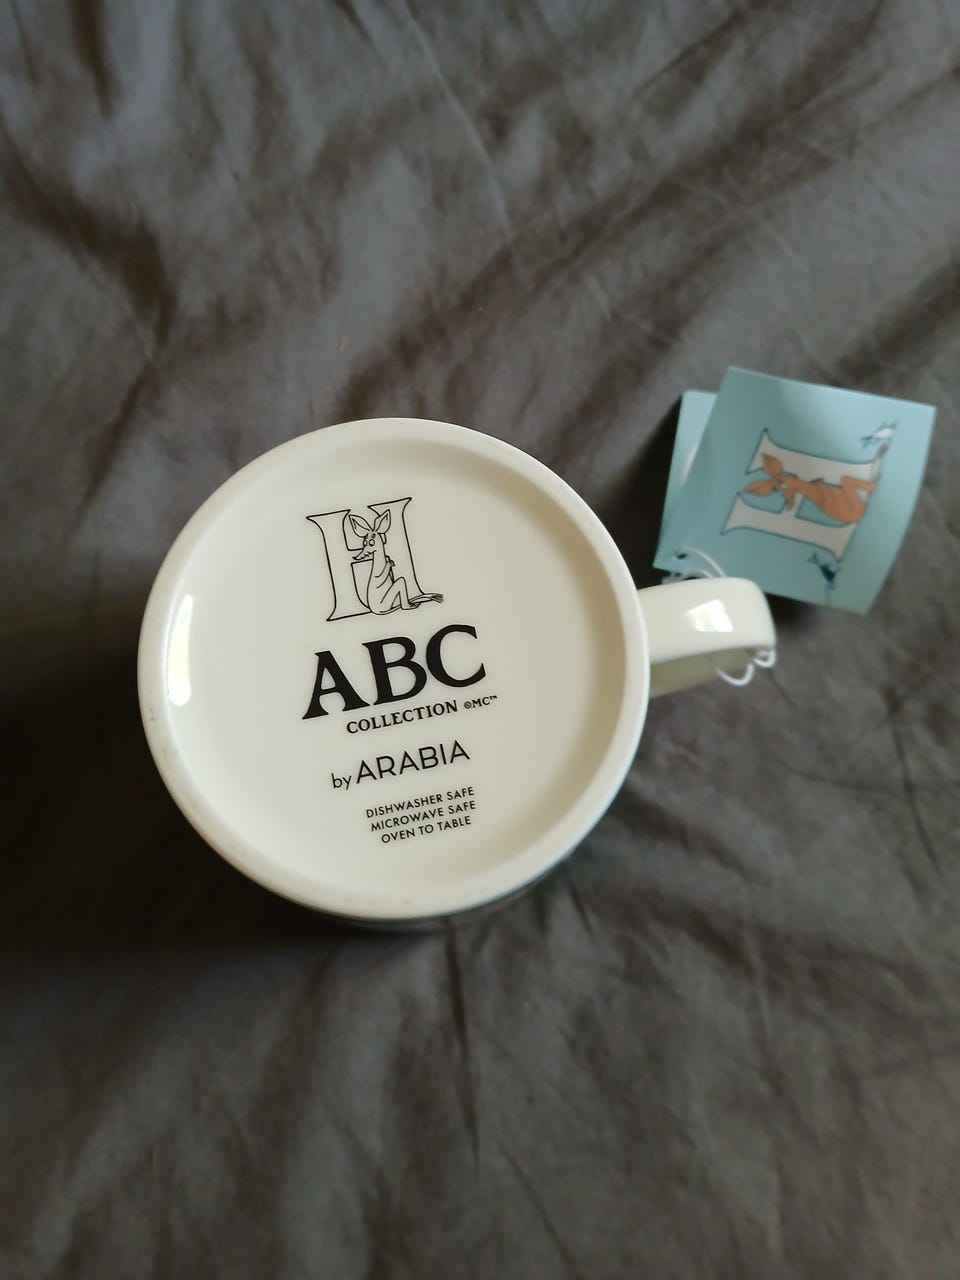 H
ABC
COLLECTION ©MC™
by ARABIA
DISHWASHER SAFE
MICROWAVE SAFE
OVEN TO TABLE
H